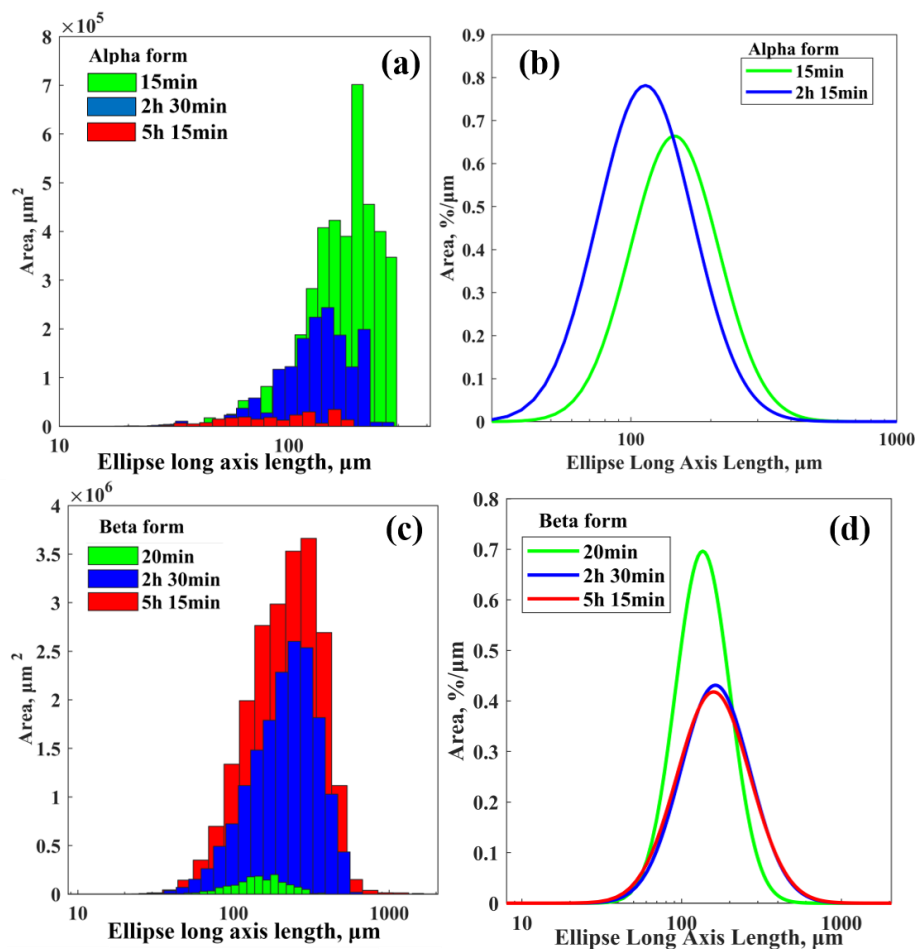 ×10⁵
8
7
6
5
4
3
2
1
0
Area, µm²
Alpha form
15min
2h 30min
5h 15min
(a)
10
100
Ellipse long axis length, µm
0.9
0.8
0.7
0.6
0.5
0.4
0.3
0.2
0.1
0
Area, %/µm
(b)
Alpha form
15min
2h 15min
100
1000
Ellipse Long Axis Length, µm
×10⁶
4
3.5
3
2.5
2
1.5
1
0.5
0
Area, µm²
Beta form
20min
2h 30min
5h 15min
(c)
10
100
1000
Ellipse long axis length, µm
0.8
0.7
0.6
0.5
0.4
0.3
0.2
0.1
0
Area, %/µm
Beta form
20min
2h 30min
5h 15min
(d)
10
100
1000
Ellipse Long Axis Length, µm